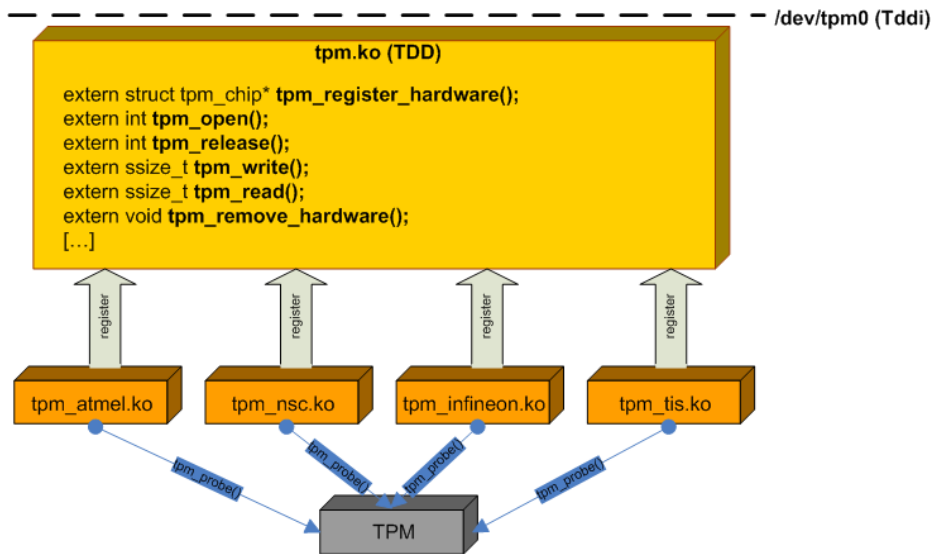 /dev/tpm0 (Tddi)
tpm.ko (TDD)
extern struct tpm_chip* tpm_register_hardware();
extern int tpm_open();
extern int tpm_release();
extern ssize_t tpm_write();
extern ssize_t tpm_read();
extern void tpm_remove_hardware();
[…]
register
register
register
register
tpm_atmel.ko
tpm_nsc.ko
tpm_infineon.ko
tpm_tis.ko
tpm_probe()
tpm_probe()
tpm_probe()
tpm_probe()
TPM